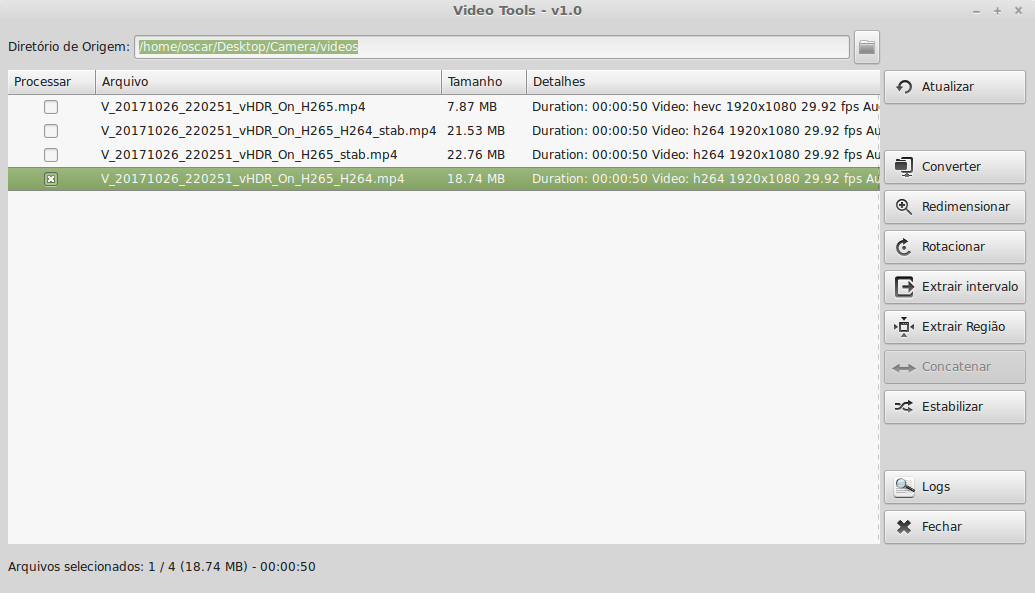 Video Tools - v1.0
Diretório de Origem: /home/oscar/Desktop/Camera/videos
Processar Arquivo Tamanho Detalhes
V_20171026_220251_vHDR_On_H265.mp4 7.87 MB Duration: 00:00:50 Video: hevc 1920x1080 29.92 fps Au
V_20171026_220251_vHDR_On_H265_H264_stab.mp4 21.53 MB Duration: 00:00:50 Video: h264 1920x1080 29.92 fps Au
V_20171026_220251_vHDR_On_H265_stab.mp4 22.76 MB Duration: 00:00:50 Video: h264 1920x1080 29.92 fps Au
V_20171026_220251_vHDR_On_H265_H264.mp4 18.74 MB Duration: 00:00:50 Video: h264 1920x1080 29.92 fps Au
Atualizar
Converter
Redimensionar
Rotacionar
Extrair intervalo
Extrair Região
Concatenar
Estabilizar
Logs
Fechar
Arquivos selecionados: 1 / 4 (18.74 MB) - 00:00:50